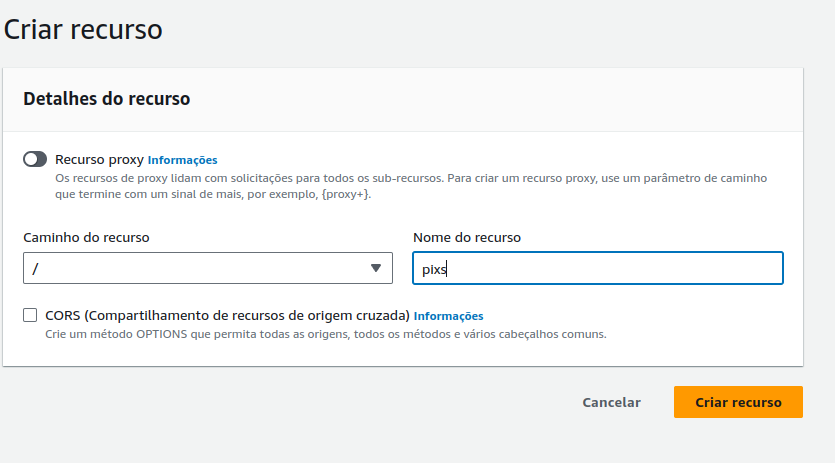 Criar recurso
Detalhes do recurso
Recurso proxy Informações
Os recursos de proxy lidam com solicitações para todos os sub-recursos. Para criar um recurso proxy, use um parâmetro de caminho
que termine com um sinal de mais, por exemplo, {proxy+}.
Caminho do recurso
Nome do recurso
/
pixs
CORS (Compartilhamento de recursos de origem cruzada) Informações
Crie um método OPTIONS que permita todas as origens, todos os métodos e vários cabeçalhos comuns.
Cancelar
Criar recurso